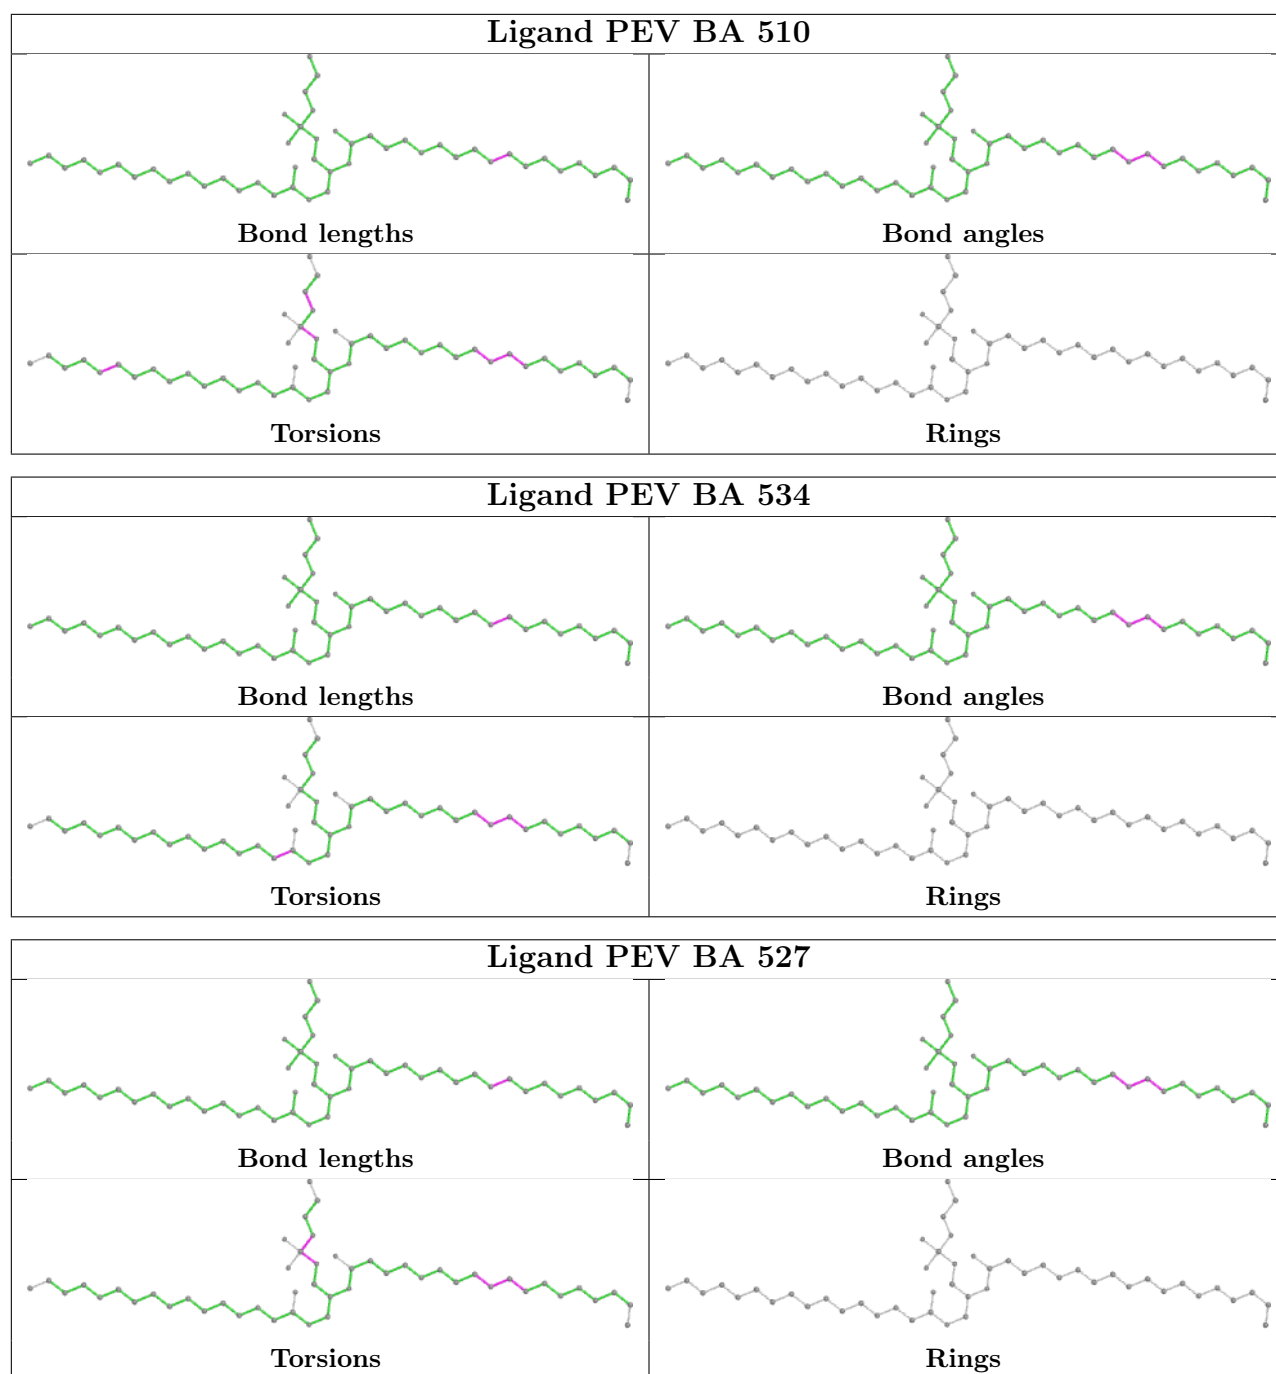 Ligand PEV BA 510
Bond lengths
Bond angles
Torsions
Rings
Ligand PEV BA 534
Bond lengths
Bond angles
Torsions
Rings
Ligand PEV BA 527
Bond lengths
Bond angles
Torsions
Rings